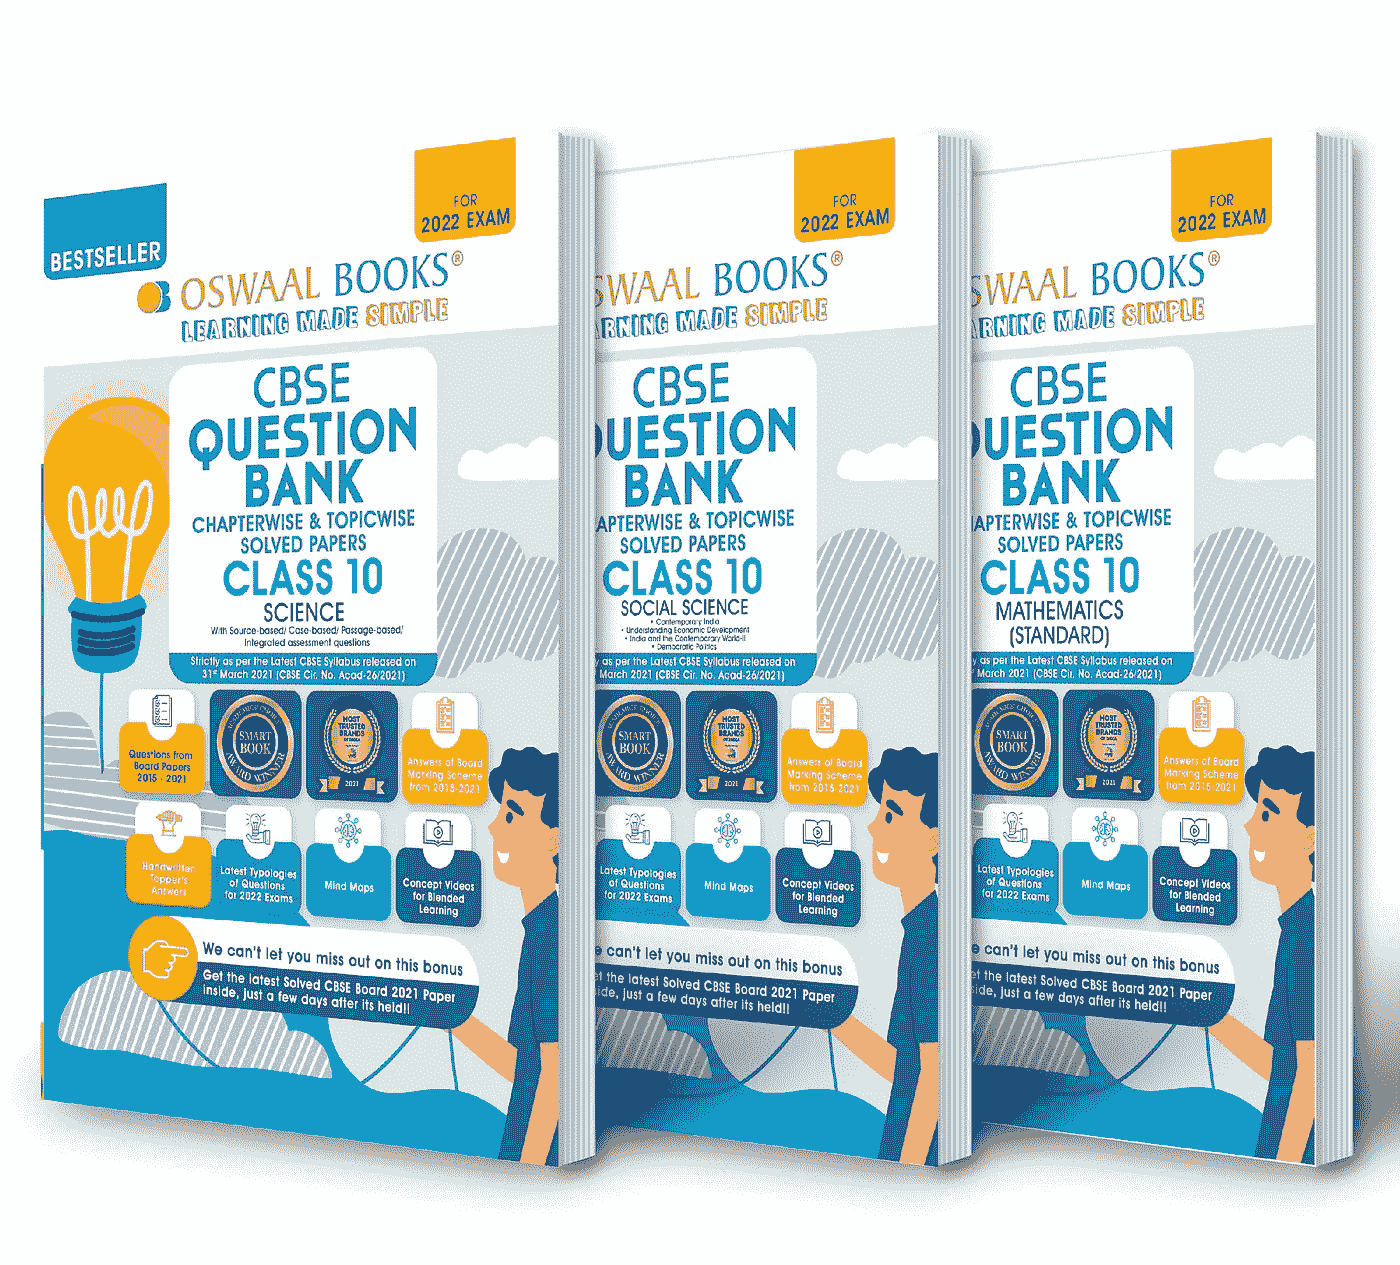 BESTSELLER
FOR
2022 EXAM
OSWAAL BOOKS®
LEARNING MADE SIMPLE
CBSE
QUESTION
BANK
CHAPTERWISE & TOPICWISE
SOLVED PAPERS
CLASS 10
SCIENCE
With Source-based/ Case-based/ Passage-based/
Integrated assessment questions
Strictly as per the Latest CBSE Syllabus released on
31st March 2021 (CBSE Cir. No. Acad-26/2021)
Questions from
Board Papers
2015 - 2021
SMART
BOOK
AWARD WINNER
MOST
TRUSTED
BRANDS
OF INDIA
2021
Answers of Board
Marking Scheme
from 2015-2021
Handwritten
Topper's
Answers
Latest Typologies
of Questions
for 2022 Exams
Mind Maps
Concept Videos
for Blended
Learning
We can't let you miss out on this bonus
Get the latest Solved CBSE Board 2021 Paper
inside, just a few days after its held!!
FOR
2022 EXAM
SWAAL BOOKS®
ARNING MADE SIMPLE
CBSE
QUESTION
BANK
APTERWISE & TOPICWISE
SOLVED PAPERS
CLASS 10
SOCIAL SCIENCE
• Contemporary India
• Understanding Economic Development
• India and the Contemporary World-II
• Democratic Politics
y as per the Latest CBSE Syllabus released on
March 2021 (CBSE Cir. No. Acad-26/2021)
SMART
BOOK
AWARD WINNER
MOST
TRUSTED
BRANDS
OF INDIA
2021
Answers of Board
Marking Scheme
from 2015-2021
Latest Typologies
of Questions
for 2022 Exams
Mind Maps
Concept Videos
for Blended
Learning
e can't let you miss out on this bonus
et the latest Solved CBSE Board 2021 Paper
side, just a few days after its held!!
FOR
2022 EXAM
SWAAL BOOKS®
ARNING MADE SIMPLE
CBSE
QUESTION
BANK
APTERWISE & TOPICWISE
SOLVED PAPERS
CLASS 10
MATHEMATICS
(STANDARD)
y as per the Latest CBSE Syllabus released on
March 2021 (CBSE Cir. No. Acad-26/2021)
SMART
BOOK
AWARD WINNER
MOST
TRUSTED
BRANDS
OF INDIA
2021
Answers of Board
Marking Scheme
from 2015-2021
Latest Typologies
of Questions
for 2022 Exams
Mind Maps
Concept Videos
for Blended
Learning
e can't let you miss out on this bonus
et the latest Solved CBSE Board 2021 Paper
side, just a few days after its held!!